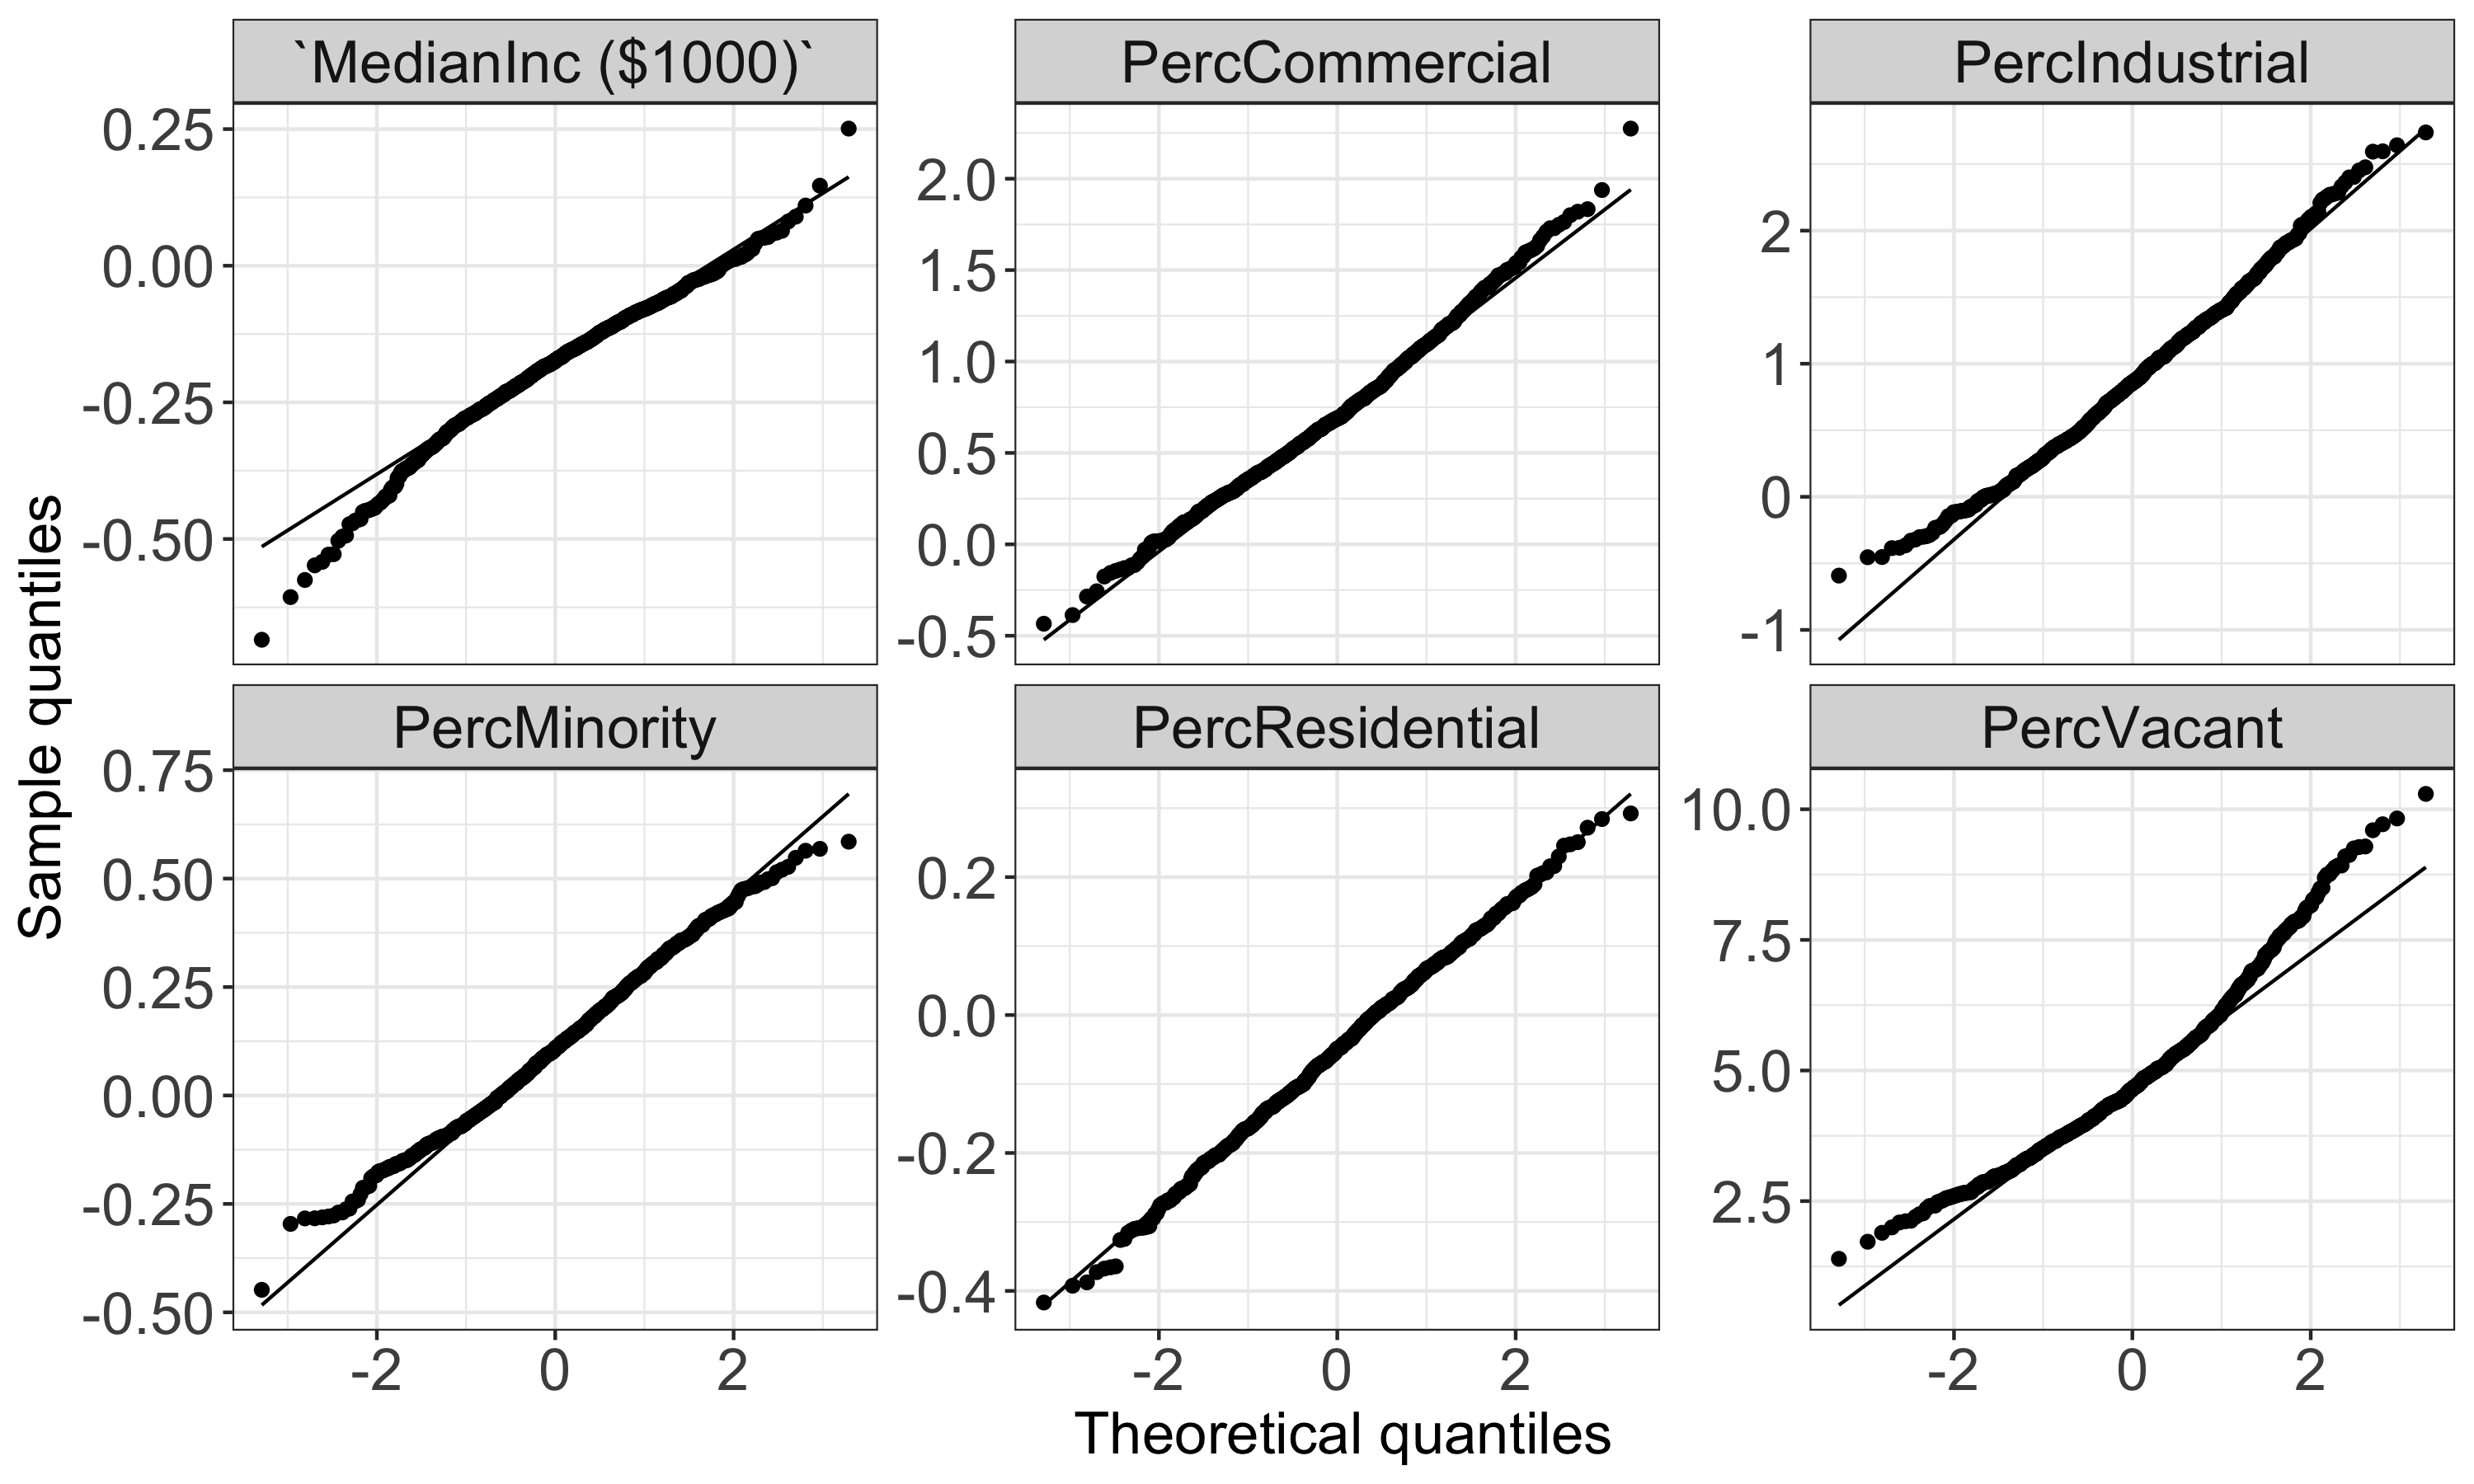 `MedianInc ($1000)`
PercCommercial
PercIndustrial
0.25
0.00
-0.25
-0.50
2.0
1.5
1.0
0.5
0.0
-0.5
2
1
0
-1
Sample quantiles
PercMinority
PercResidential
PercVacant
0.75
0.50
0.25
0.00
-0.25
-0.50
0.2
0.0
-0.2
-0.4
10.0
7.5
5.0
2.5
-2 0 2
-2 0 2
-2 0 2
Theoretical quantiles